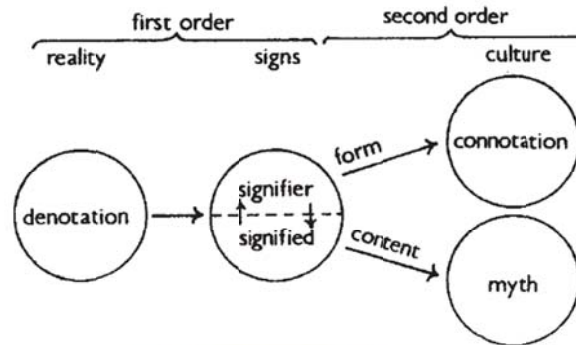 first order
second order
reality
signs
culture
form
connotation
signifier
denotation
signified
content
myth